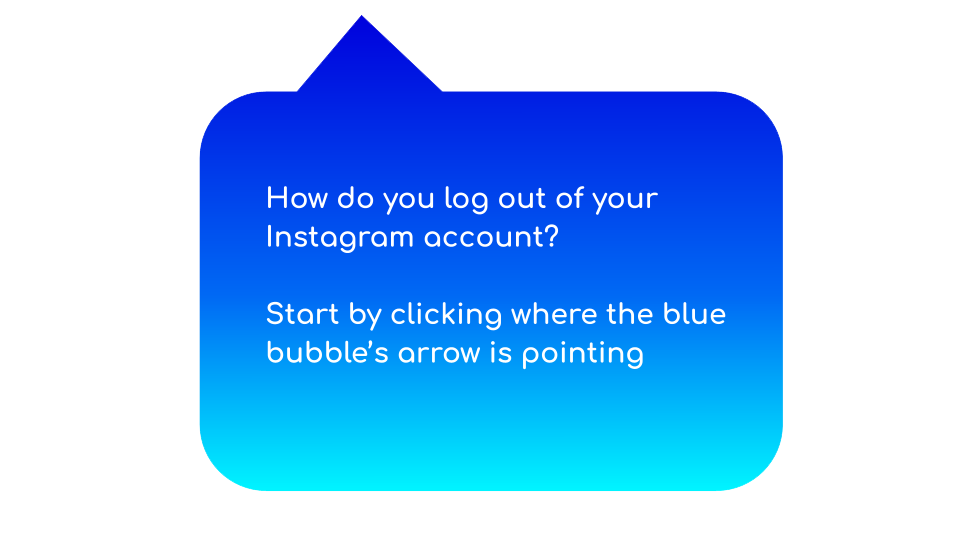 How do you log out of your
Instagram account?
Start by clicking where the blue
bubble’s arrow is pointing